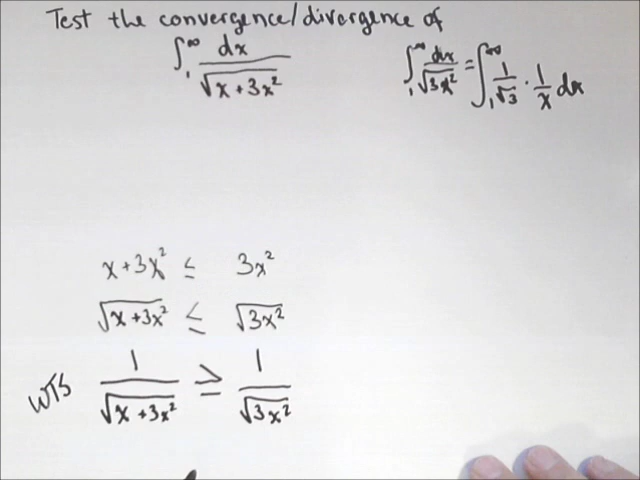 Test the convergence/divergence of
∫₁^∞ dx/√(x+3x²)
∫₁^∞ dx/√(3x²) = ∫₁^∞ 1/√3 · 1/x dx
x+3x² ≤ 3x²
√(x+3x²) ≤ √(3x²)
WTS 1/√(x+3x²) ≥ 1/√(3x²)